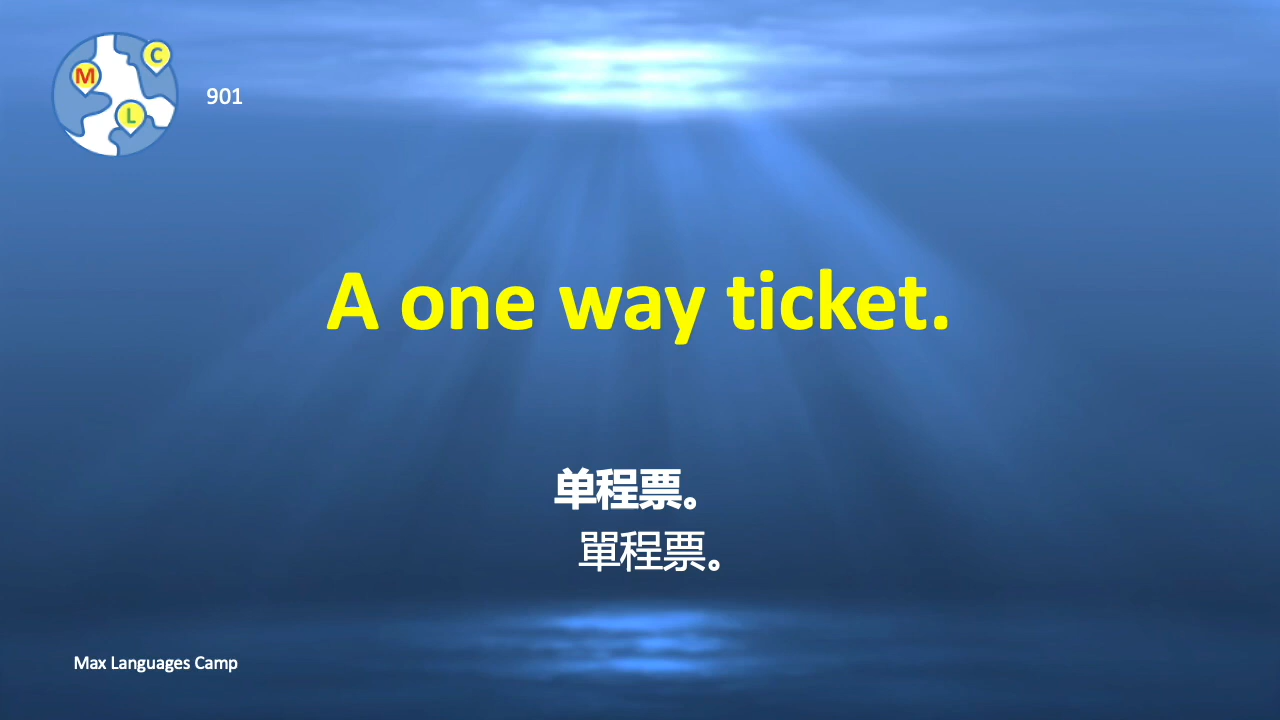 C
M
L
901
A one way ticket.
单程票。
單程票。
Max Languages Camp